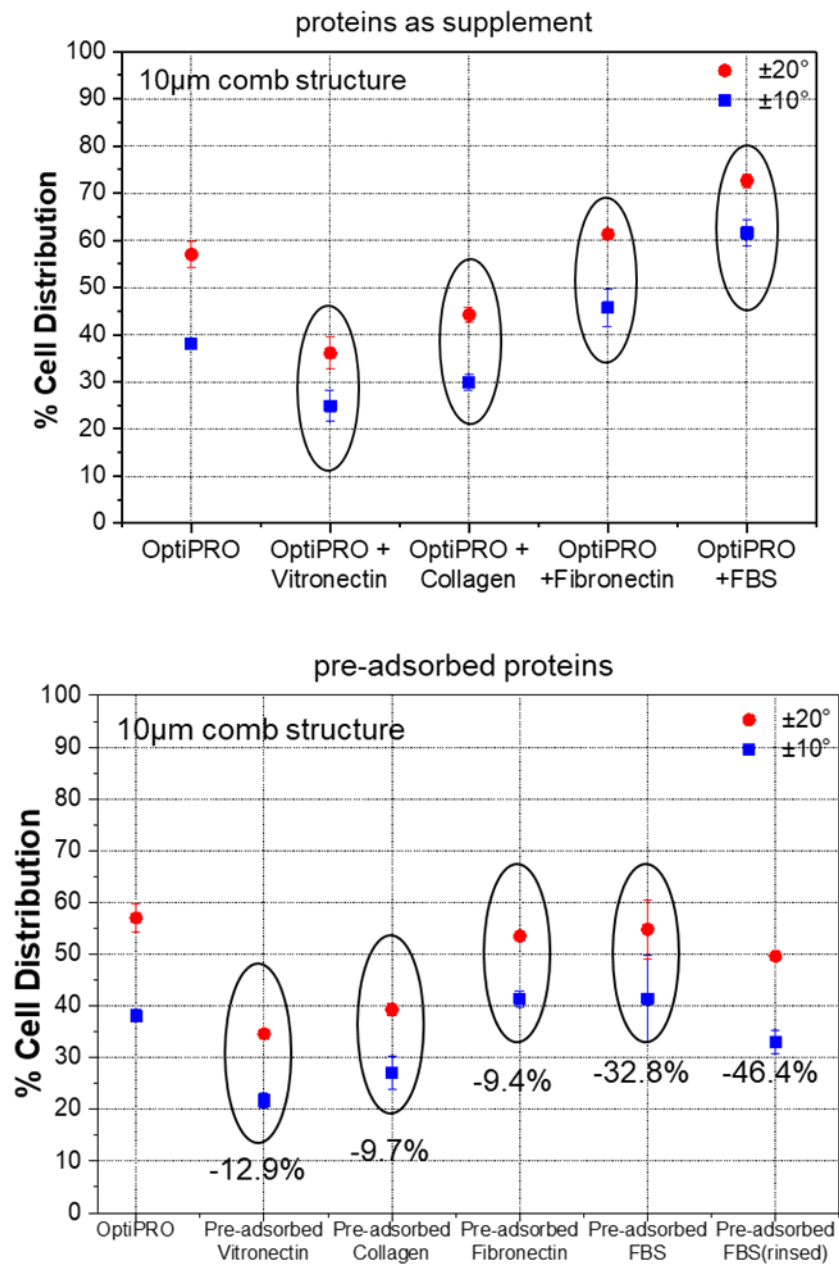 proteins as supplement
100
10µm comb structure
±20°
±10°
90
80
70
60
50
40
30
20
10
0
% Cell Distribution
OptiPRO
OptiPRO +
Vitronectin
OptiPRO +
Collagen
OptiPRO
+Fibronectin
OptiPRO
+FBS
pre-adsorbed proteins
100
10µm comb structure
±20°
±10°
90
80
70
60
50
40
30
20
10
0
% Cell Distribution
-12.9%
-9.7%
-9.4%
-32.8%
-46.4%
OptiPRO
Pre-adsorbed
Vitronectin
Pre-adsorbed
Collagen
Pre-adsorbed
Fibronectin
Pre-adsorbed
FBS
Pre-adsorbed
FBS(rinsed)